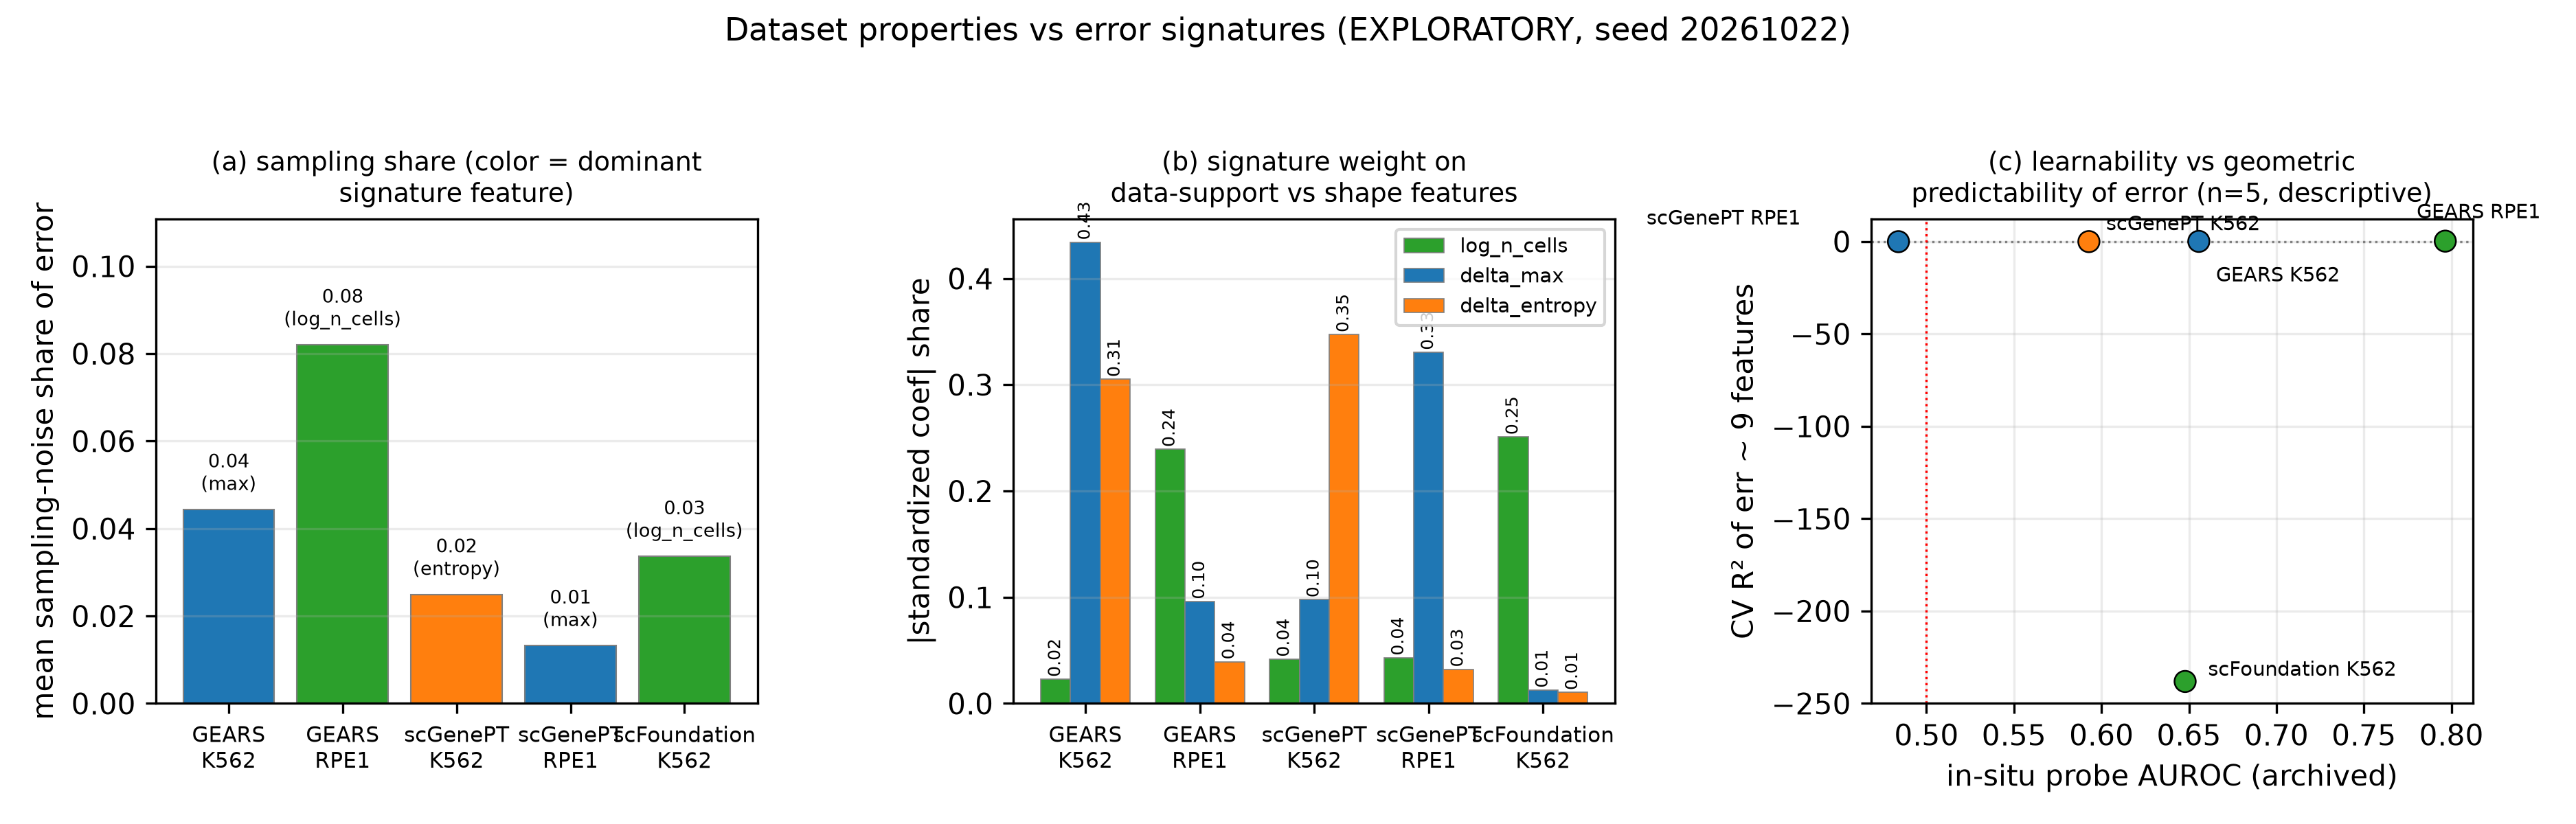 Dataset properties vs error signatures (EXPLORATORY, seed 20261022)
(a) sampling share (color = dominant
signature feature)
mean sampling-noise share of error
0.10
0.08
0.06
0.04
0.02
0.00
0.04
(max)
0.08
(log_n_cells)
0.02
(entropy)
0.01
(max)
0.03
(log_n_cells)
GEARS
K562
GEARS
RPE1
scGenePT
K562
scGenePT
RPE1
scFoundation
K562
(b) signature weight on
data-support vs shape features
|standardized coef| share
0.4
0.3
0.2
0.1
0.0
log_n_cells
delta_max
delta_entropy
0.02
0.43
0.31
0.24
0.10
0.04
0.04
0.10
0.35
0.04
0.33
0.03
0.25
0.01
0.01
GEARS
K562
GEARS
RPE1
scGenePT
K562
scGenePT
RPE1
scFoundation
K562
(c) learnability vs geometric
predictability of error (n=5, descriptive)
CV R² of err ~ 9 features
0
−50
−100
−150
−200
−250
scGenePT RPE1
scGenePT K562
GEARS RPE1
GEARS K562
scFoundation K562
0.50
0.55
0.60
0.65
0.70
0.75
0.80
in-situ probe AUROC (archived)